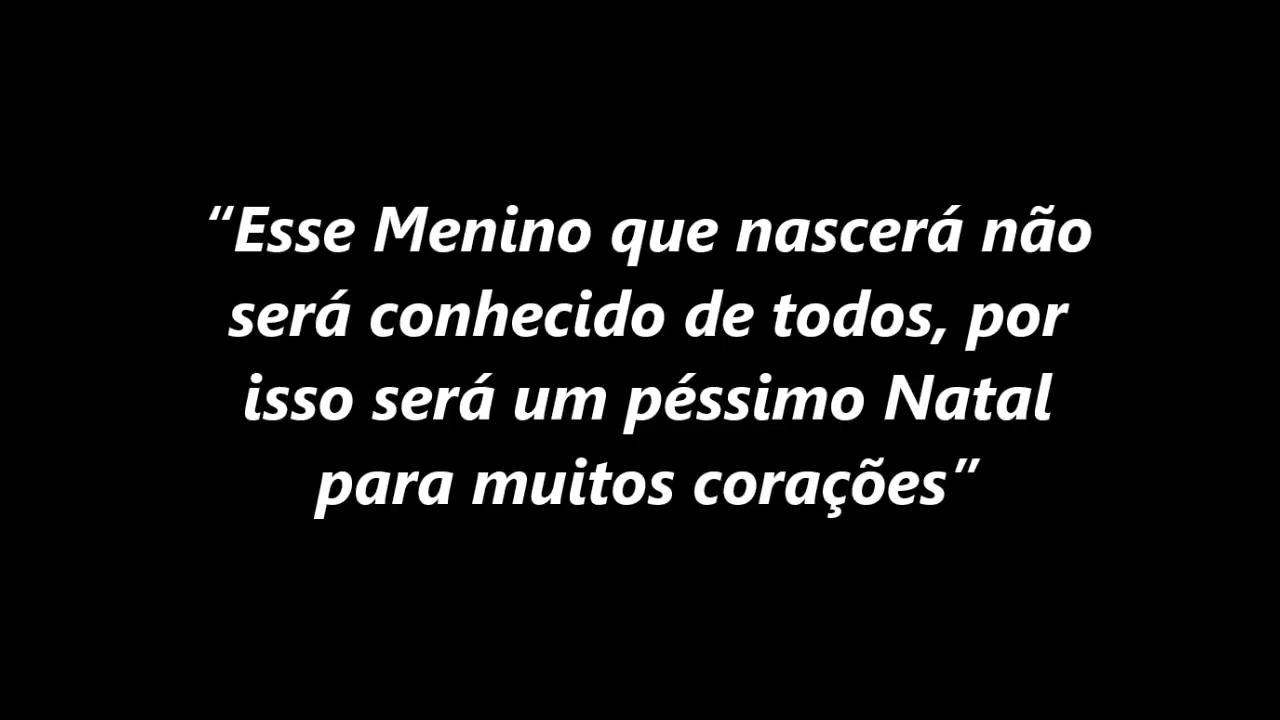 “Esse Menino que nascerá não
será conhecido de todos, por
isso será um péssimo Natal
para muitos corações”